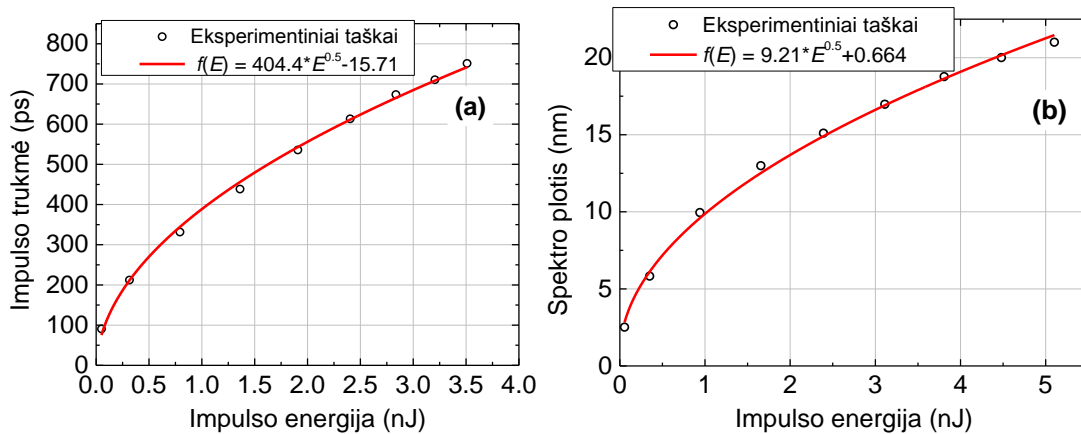 Eksperimentiniai taškai
f(E) = 404.4*E^0.5-15.71
(a)
Impulso trukmė (ps)
850
800
700
600
500
400
300
200
100
0
0.0 0.5 1.0 1.5 2.0 2.5 3.0 3.5 4.0
Impulso energija (nJ)
Eksperimentiniai taškai
f(E) = 9.21*E^0.5+0.664
(b)
Spektro plotis (nm)
20
15
10
5
0
0 1 2 3 4 5
Impulso energija (nJ)